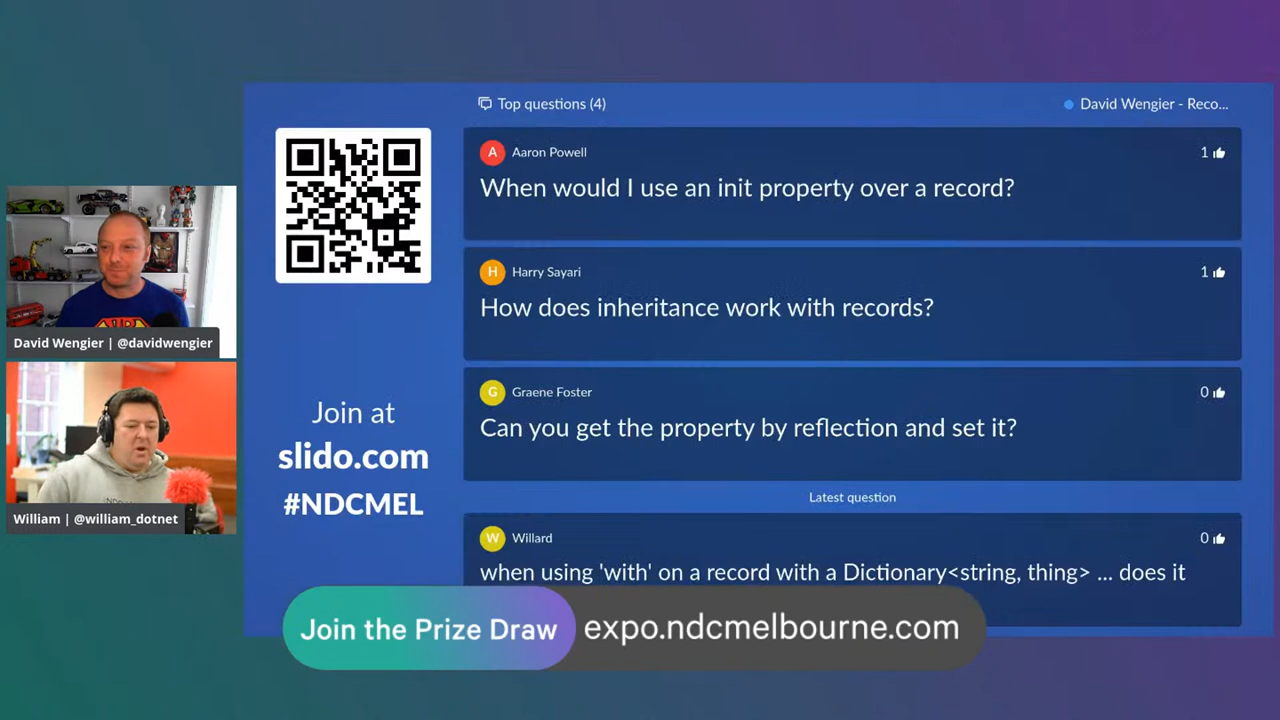 Top questions (4)
David Wengier - Reco...
A Aaron Powell
1
When would I use an init property over a record?
H Harry Sayari
1
How does inheritance work with records?
G Graene Foster
0
Can you get the property by reflection and set it?
Latest question
W Willard
0
when using 'with' on a record with a Dictionary<string, thing> ... does it
Join at
slido.com
#NDCMEL
David Wengier | @davidwengier
William | @william_dotnet
Join the Prize Draw
expo.ndcmelbourne.com